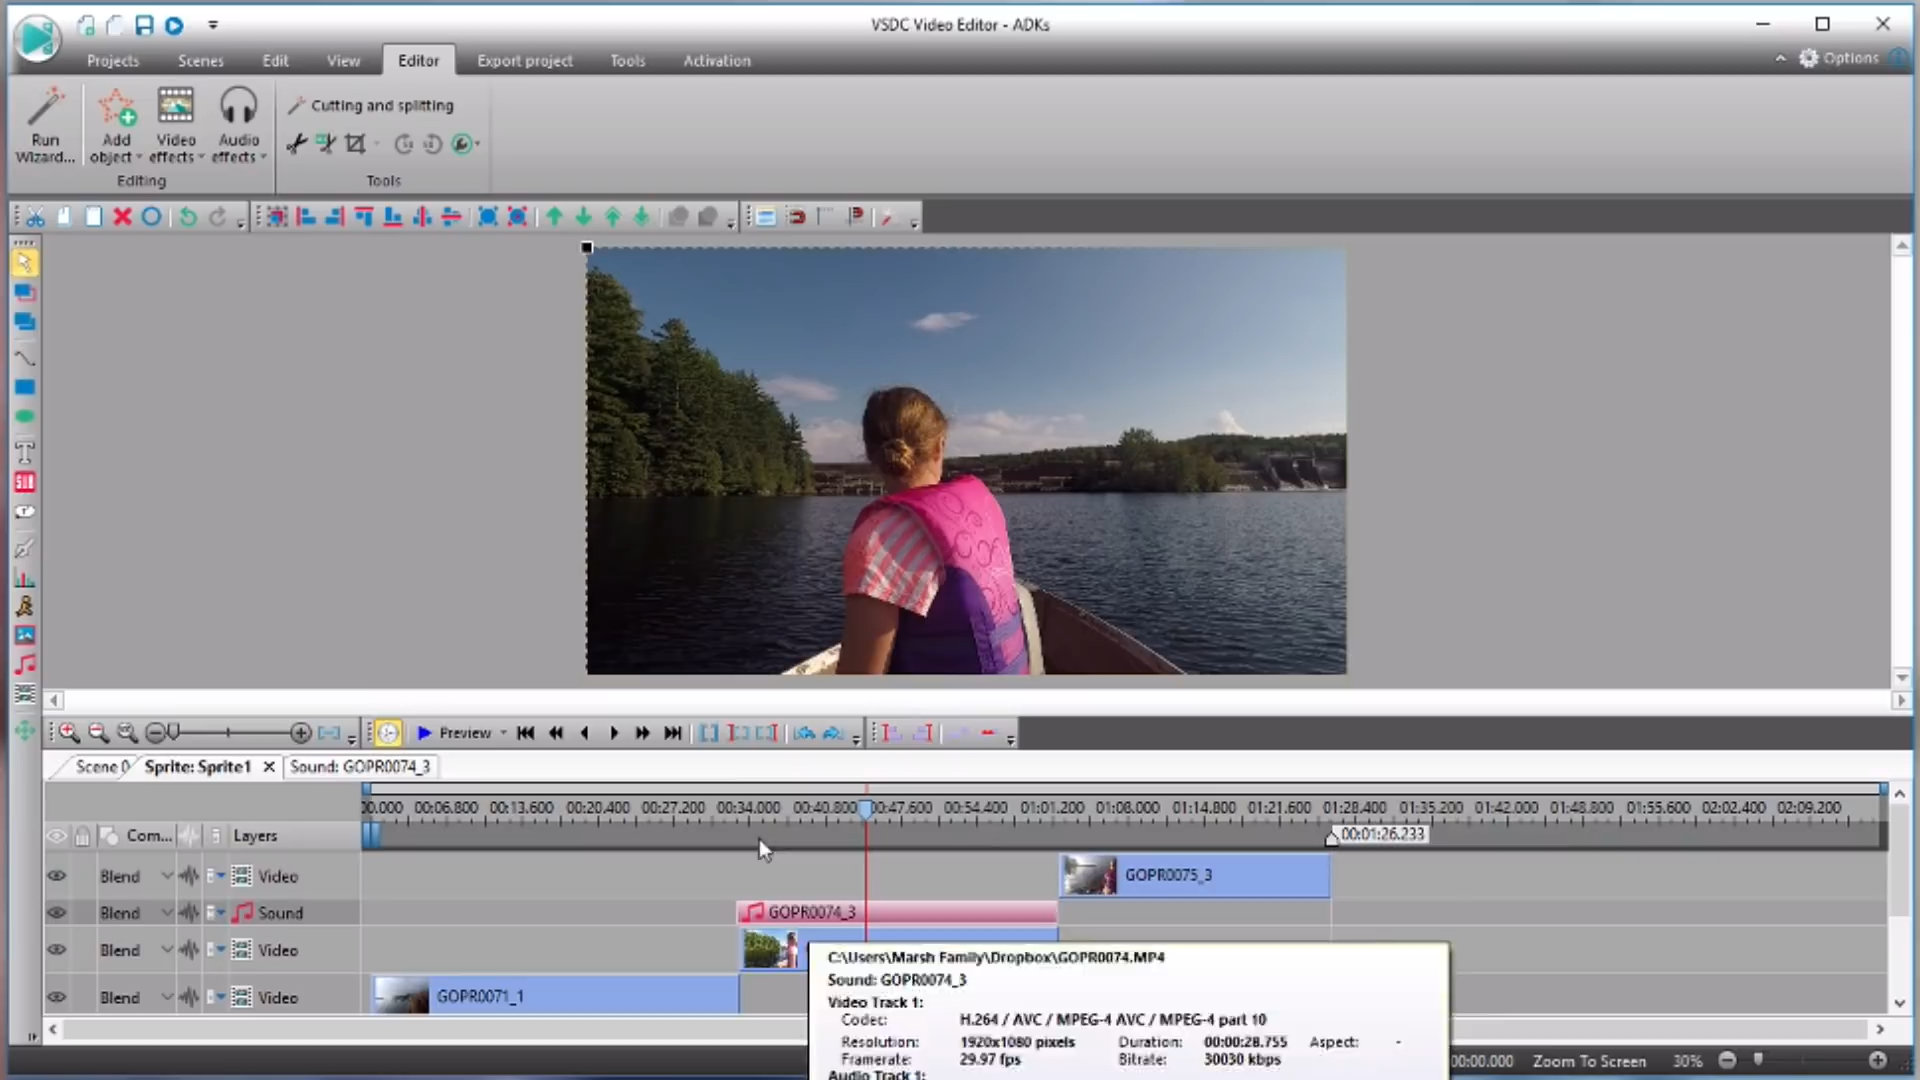 VSDC Video Editor - ADKs
Projects Scenes Edit View Editor Export project Tools Activation Options
Cutting and splitting
Run Wizard... Add object Video effects Audio effects
Editing Tools
T
SUB
Preview
Scene 0 Sprite: Sprite1 Sound: GOPR0074_3
00.000 00:06.800 00:13.600 00:20.400 00:27.200 00:34.000 00:40.800 00:47.600 00:54.400 01:01.200 01:08.000 01:14.800 01:21.600 01:28.400 01:35.200 01:42.000 01:48.800 01:55.600 02:02.400 02:09.200
Com... Layers 00:01:26.233
Blend Video GOPR0075_3
Blend Sound GOPR0074_3
Blend Video
Blend Video GOPR0071_1
C:\Users\Marsh Family\Dropbox\GOPR0074.MP4
Sound: GOPR0074_3
Video Track 1:
Codec: H.264 / AVC / MPEG-4 AVC / MPEG-4 part 10
Resolution: 1920x1080 pixels Duration: 00:00:28.755 Aspect: -
Framerate: 29.97 fps Bitrate: 30030 kbps
Audio Track 1:
00:00.000 Zoom To Screen 30%